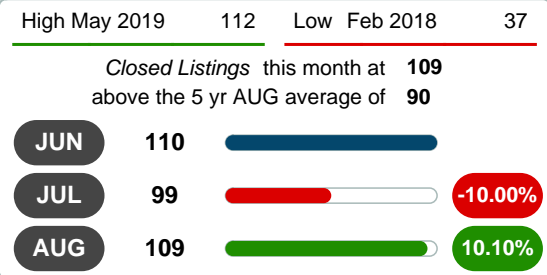 High May 2019 112 Low Feb 2018 37
Closed Listings this month at 109
above the 5 yr AUG average of 90
JUN 110
JUL 99 -10.00%
AUG 109 10.10%